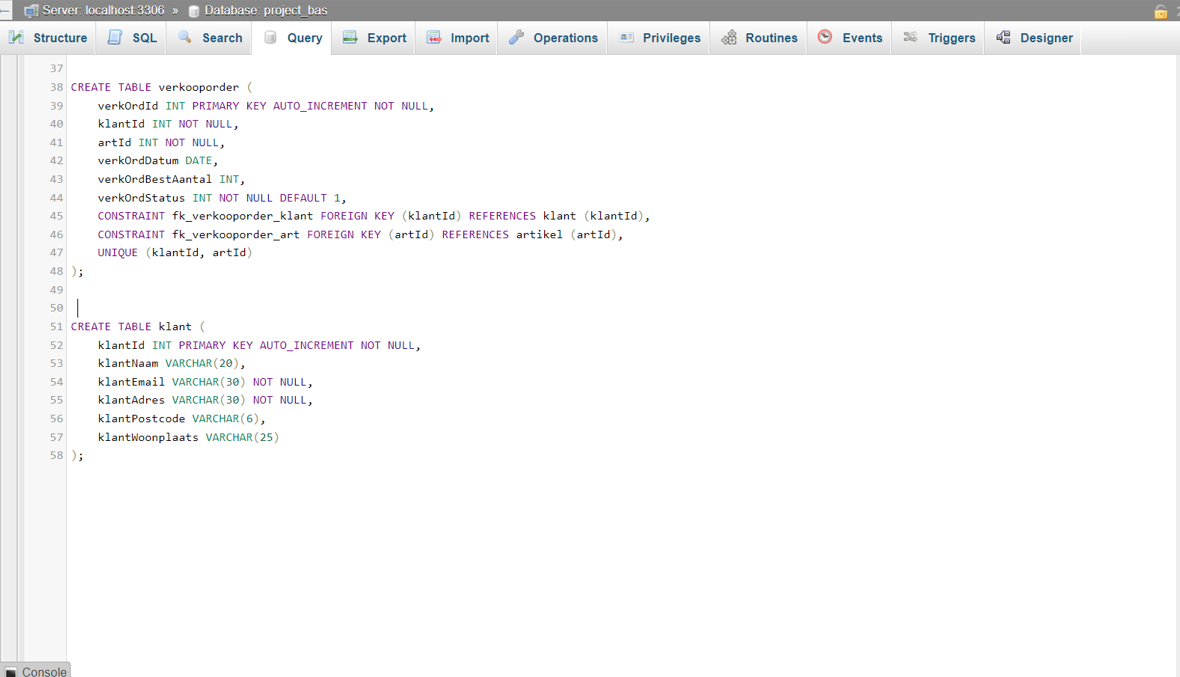 Server: localhost:3306 » Database: project_bas
Structure SQL Search Query Export Import Operations Privileges Routines Events Triggers Designer
37
38 CREATE TABLE verkooporder (
39 verkOrdId INT PRIMARY KEY AUTO_INCREMENT NOT NULL,
40 klantId INT NOT NULL,
41 artId INT NOT NULL,
42 verkOrdDatum DATE,
43 verkOrdBestAantal INT,
44 verkOrdStatus INT NOT NULL DEFAULT 1,
45 CONSTRAINT fk_verkooporder_klant FOREIGN KEY (klantId) REFERENCES klant (klantId),
46 CONSTRAINT fk_verkooporder_art FOREIGN KEY (artId) REFERENCES artikel (artId),
47 UNIQUE (klantId, artId)
48 );
49
50
51 CREATE TABLE klant (
52 klantId INT PRIMARY KEY AUTO_INCREMENT NOT NULL,
53 klantNaam VARCHAR(20),
54 klantEmail VARCHAR(30) NOT NULL,
55 klantAdres VARCHAR(30) NOT NULL,
56 klantPostcode VARCHAR(6),
57 klantWoonplaats VARCHAR(25)
58 );
Console